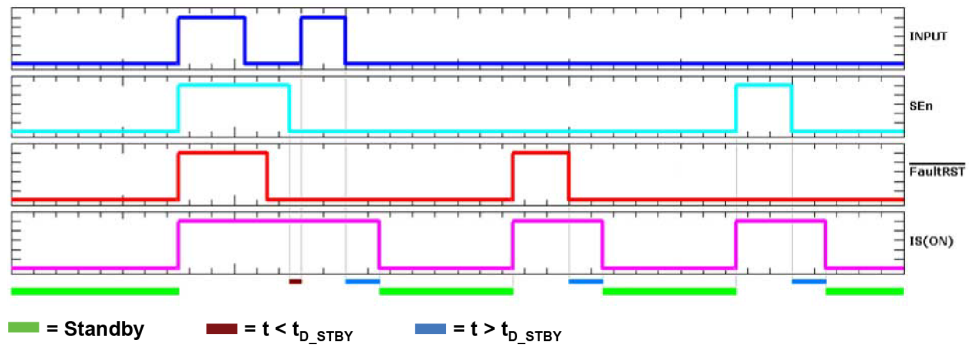 INPUT
SEn
FaultRST
IS(ON)
= Standby
= t < tD_STBY
= t > tD_STBY